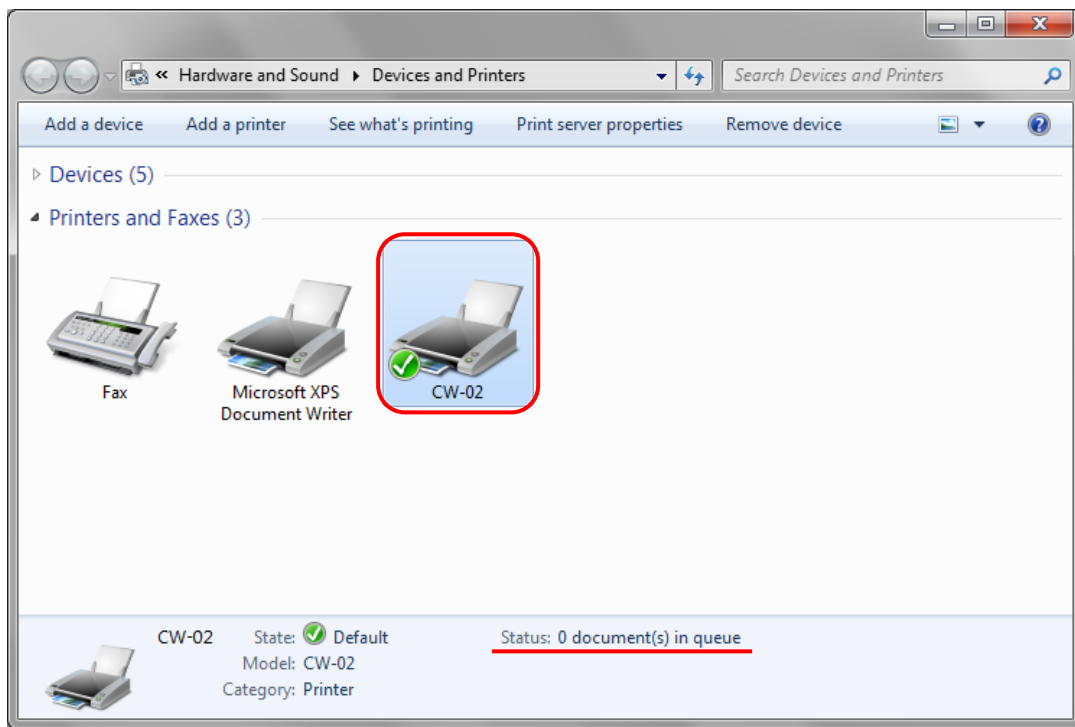 « Hardware and Sound Devices and Printers
Search Devices and Printers
Add a device Add a printer See what's printing Print server properties Remove device
Devices (5)
Printers and Faxes (3)
Fax
Microsoft XPS
Document Writer
CW-02
CW-02 State: Default Status: 0 document(s) in queue
Model: CW-02
Category: Printer